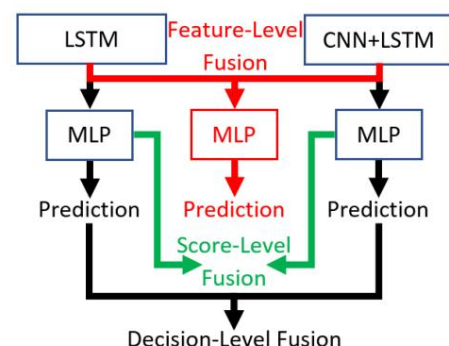 LSTM
Feature-Level
Fusion
CNN+LSTM
MLP
MLP
MLP
Prediction
Prediction
Prediction
Score-Level
Fusion
Decision-Level Fusion